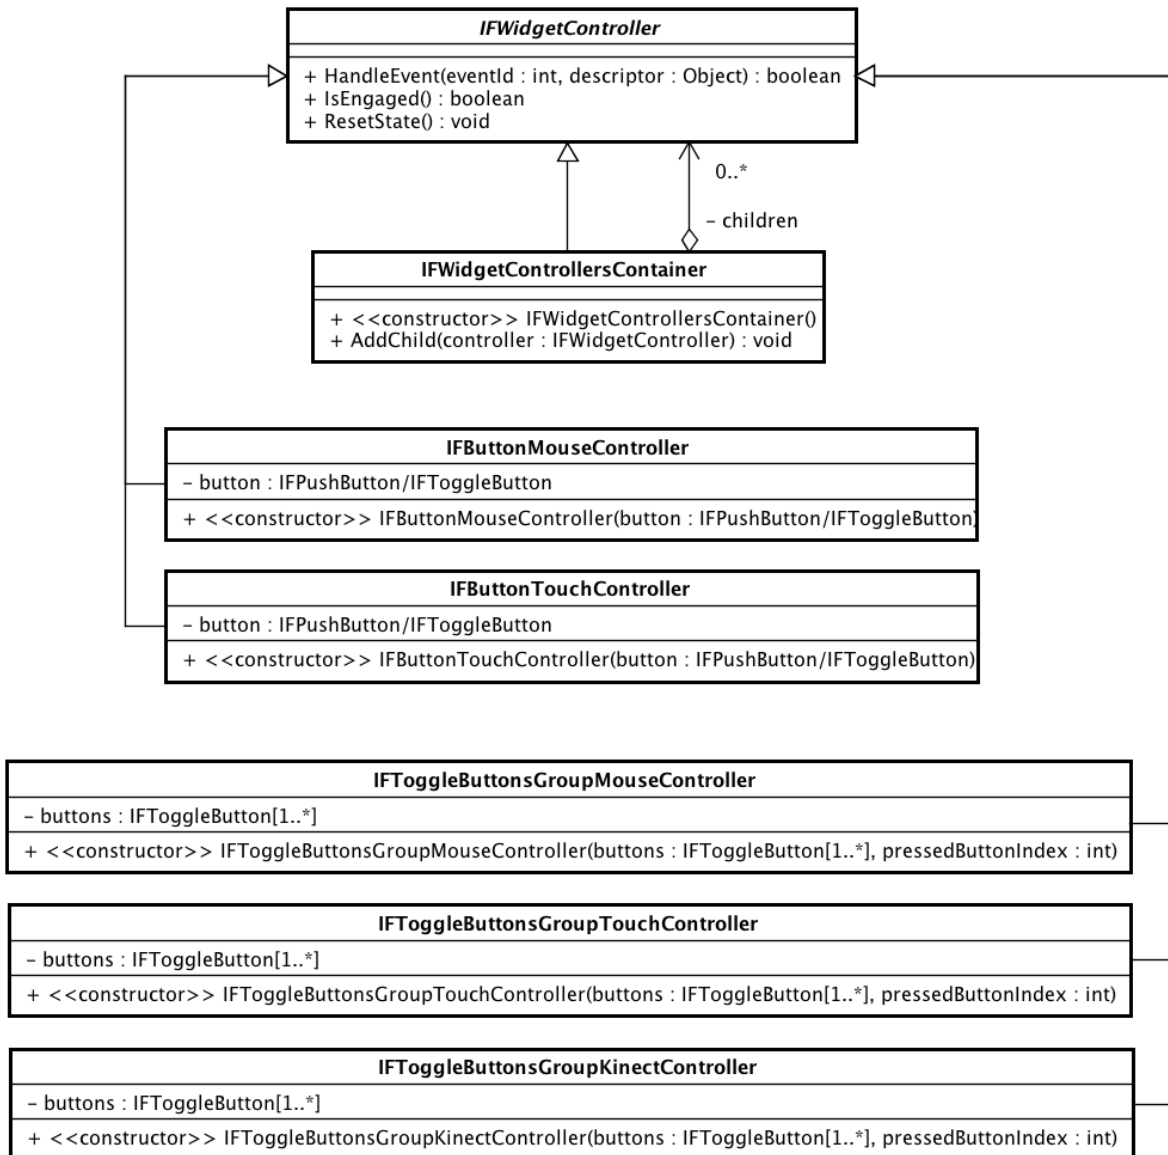 IFWidgetController
+ HandleEvent(eventId : int, descriptor : Object) : boolean
+ IsEngaged() : boolean
+ ResetState() : void
0..*
– children
IFWidgetControllersContainer
+ <<constructor>> IFWidgetControllersContainer()
+ AddChild(controller : IFWidgetController) : void
IFButtonMouseController
– button : IFPushButton/IFToggleButton
+ <<constructor>> IFButtonMouseController(button : IFPushButton/IFToggleButton)
IFButtonTouchController
– button : IFPushButton/IFToggleButton
+ <<constructor>> IFButtonTouchController(button : IFPushButton/IFToggleButton)
IFToggleButtonsGroupMouseController
– buttons : IFToggleButton[1..*]
+ <<constructor>> IFToggleButtonsGroupMouseController(buttons : IFToggleButton[1..*], pressedButtonIndex : int)
IFToggleButtonsGroupTouchController
– buttons : IFToggleButton[1..*]
+ <<constructor>> IFToggleButtonsGroupTouchController(buttons : IFToggleButton[1..*], pressedButtonIndex : int)
IFToggleButtonsGroupKinectController
– buttons : IFToggleButton[1..*]
+ <<constructor>> IFToggleButtonsGroupKinectController(buttons : IFToggleButton[1..*], pressedButtonIndex : int)